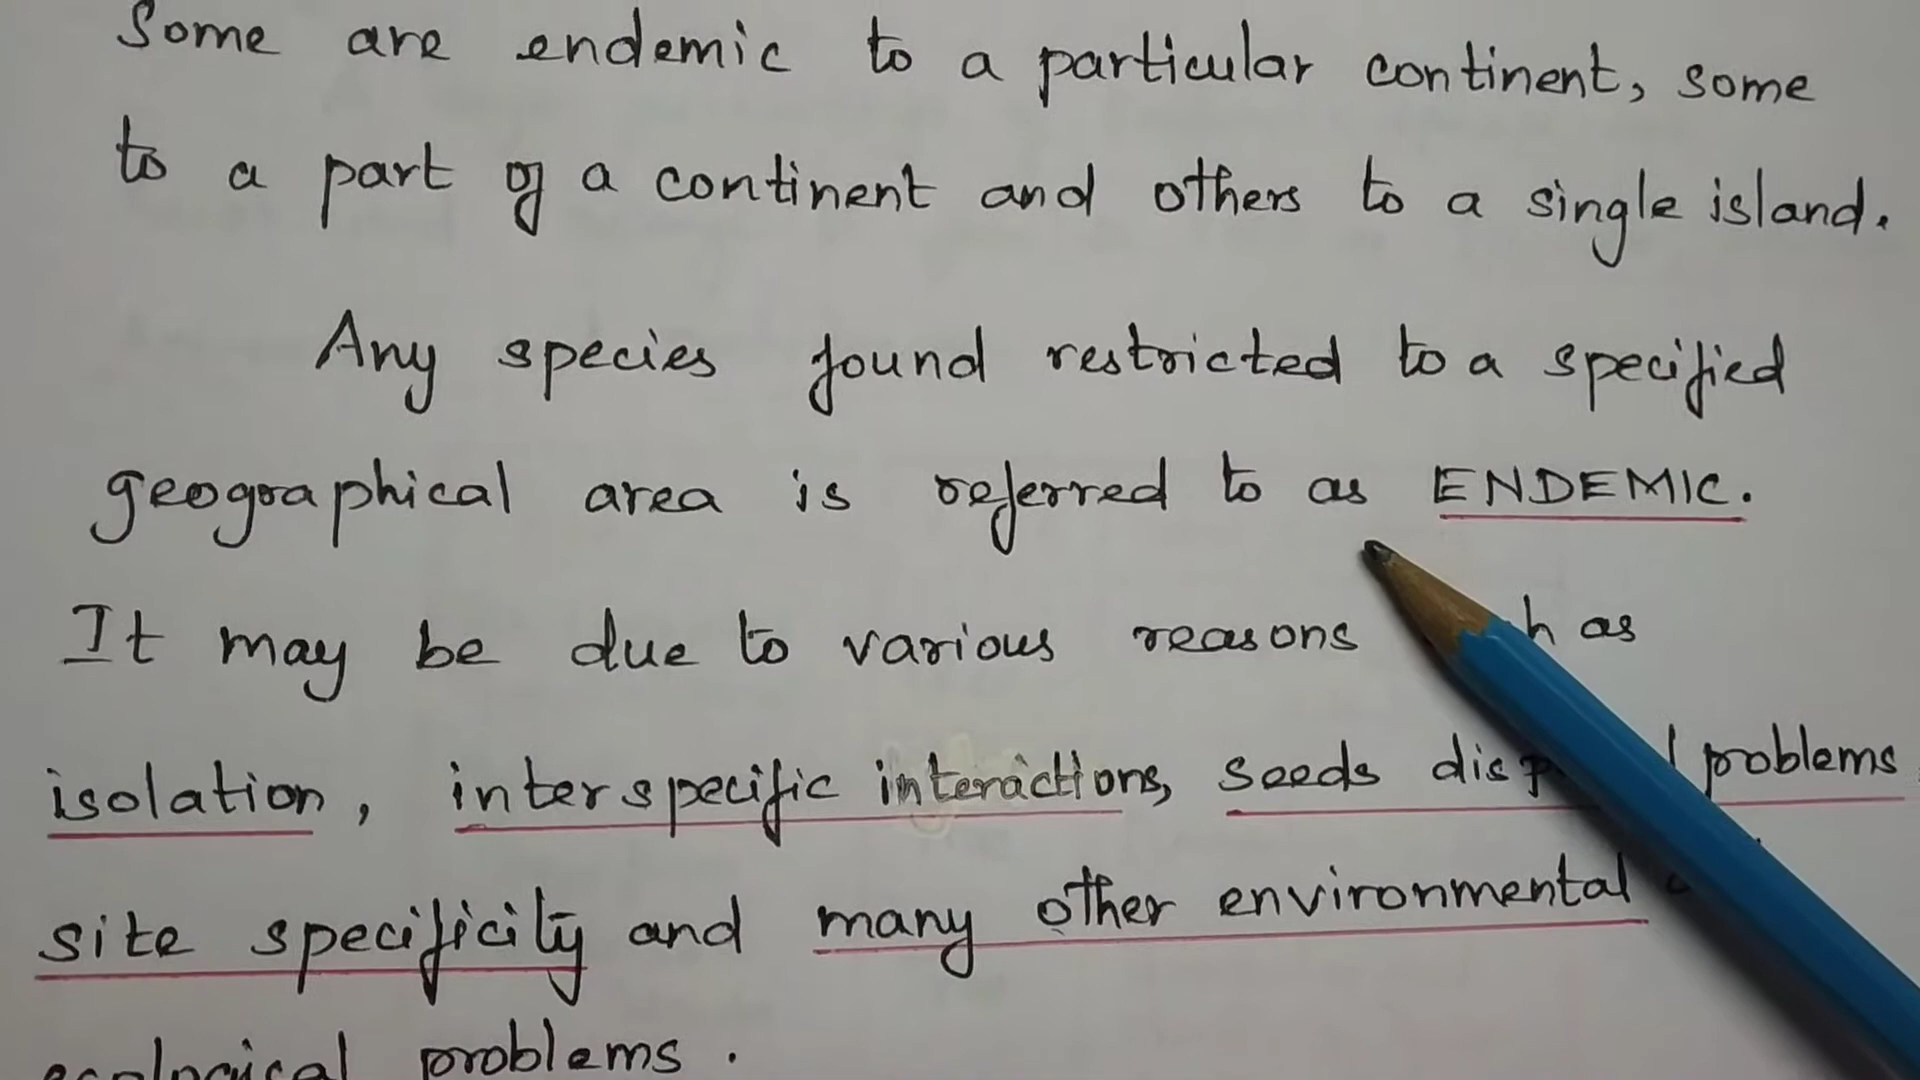 Some are endemic to a particular continent, some
to a part of a continent and others to a single island.
Any species found restricted to a specified
geographical area is referred to as ENDEMIC.
It may be due to various reasons as
isolation, interspecific interactions, seeds problems
site specificity and many other environmental
ecological problems.